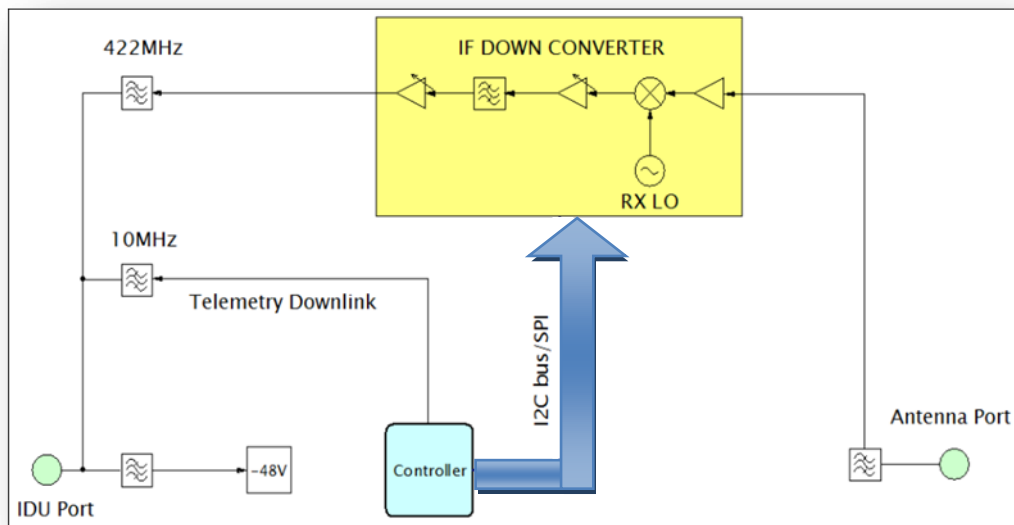 422MHz
IF DOWN CONVERTER
RX LO
10MHz
Telemetry Downlink
I2C bus/SPI
Antenna Port
Controller
-48V
IDU Port